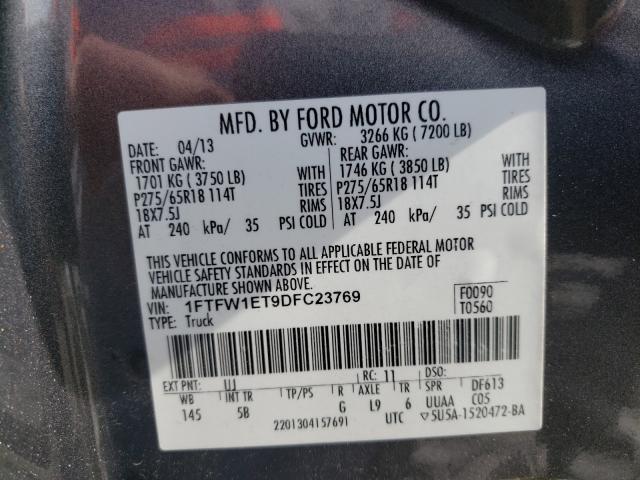 MFD. BY FORD MOTOR CO.
DATE: 04/13 GVWR: 3266 KG ( 7200 LB)
FRONT GAWR: REAR GAWR:
1701 KG ( 3750 LB) WITH 1746 KG ( 3850 LB) WITH
P275/65R18 114T TIRES P275/65R18 114T TIRES
18X7.5J RIMS 18X7.5J RIMS
AT 240 kPa/ 35 PSI COLD AT 240 kPa/ 35 PSI COLD
THIS VEHICLE CONFORMS TO ALL APPLICABLE FEDERAL MOTOR
VEHICLE SAFETY STANDARDS IN EFFECT ON THE DATE OF
MANUFACTURE SHOWN ABOVE.
VIN: 1FTFW1ET9DFC23769 F0090
TYPE: Truck T0560
EXT PNT: UJ RC: 11 DSO:
WB INT TR TP/PS R AXLE TR SPR DF613
145 5B G L9 6 UUAA C05
2201304157691 UTC ▽5U5A-1520472-BA